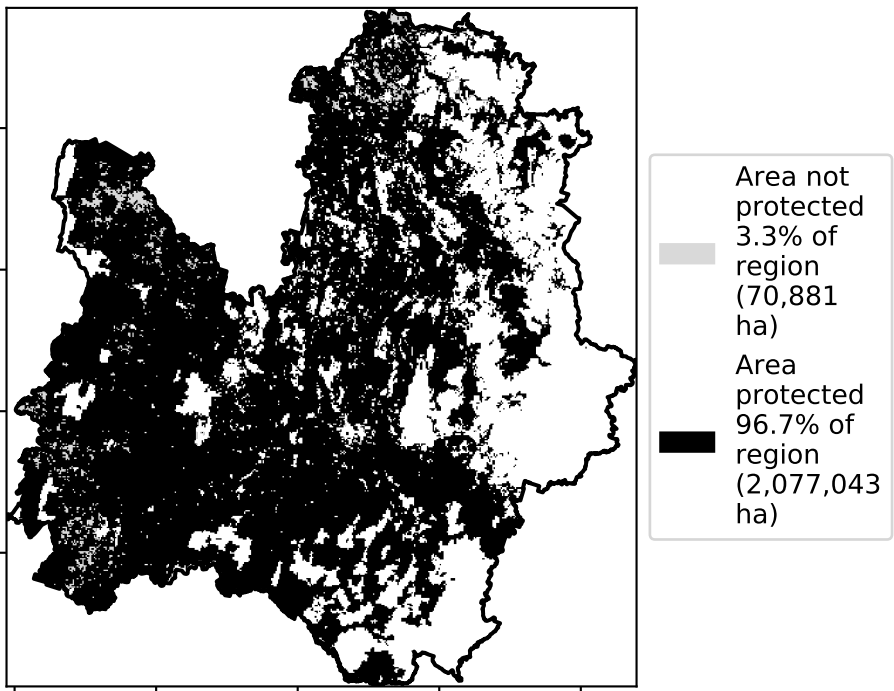 Area not
protected
3.3% of
region
(70,881
ha)
Area
protected
96.7% of
region
(2,077,043
ha)